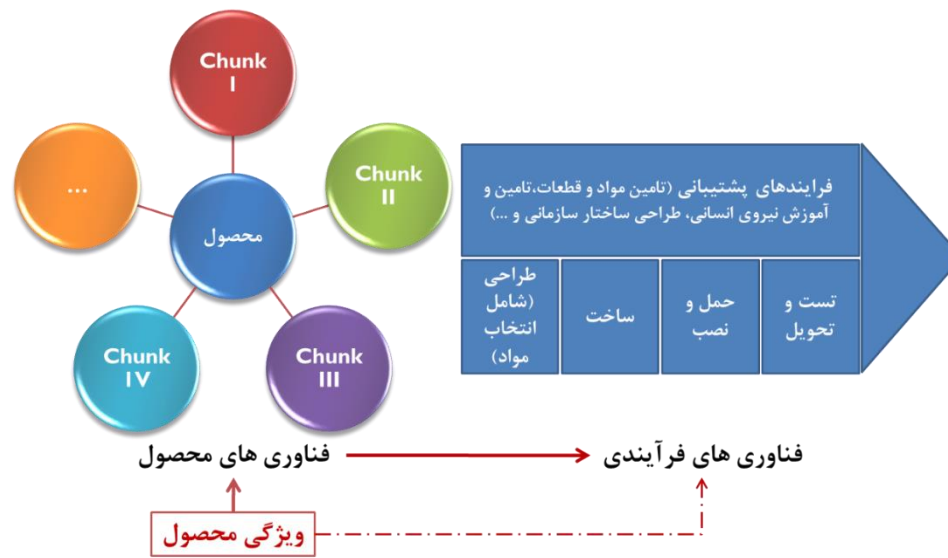 Chunk
I
Chunk
II
...
محصول
Chunk
IV
Chunk
III
فرایندهای پشتیبانی (تامین مواد و قطعات،تامین و
آموزش نیروی انسانی، طراحی ساختار سازمانی و ...)
طراحی
(شامل
انتخاب
مواد)
ساخت
حمل و
نصب
تست و
تحویل
فناوری های محصول
فناوری های فرآیندی
ویژگی محصول